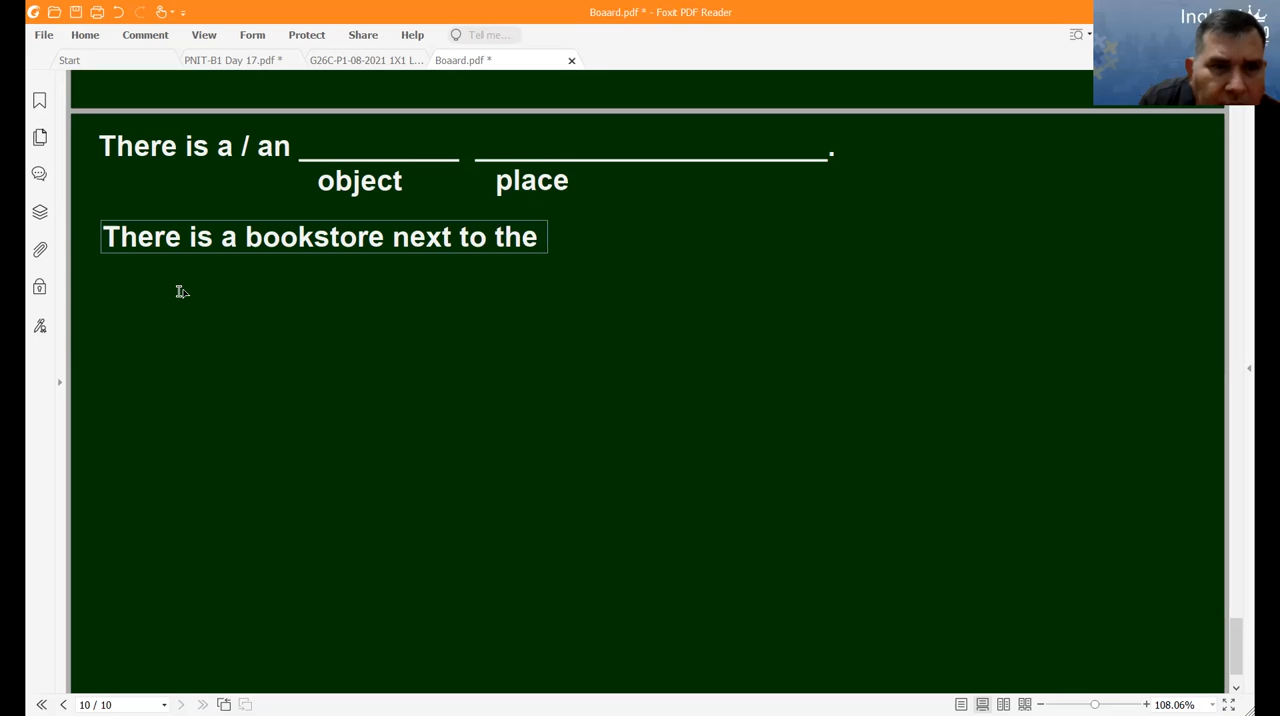 Boaard.pdf * - Foxit PDF Reader
File Home Comment View Form Protect Share Help Tell me...
Start PNIT-B1 Day 17.pdf * G26C-P1-08-2021 1X1 L... Boaard.pdf *
There is a / an __________ ______________________.
object place
There is a bookstore next to the
10 / 10 108.06%